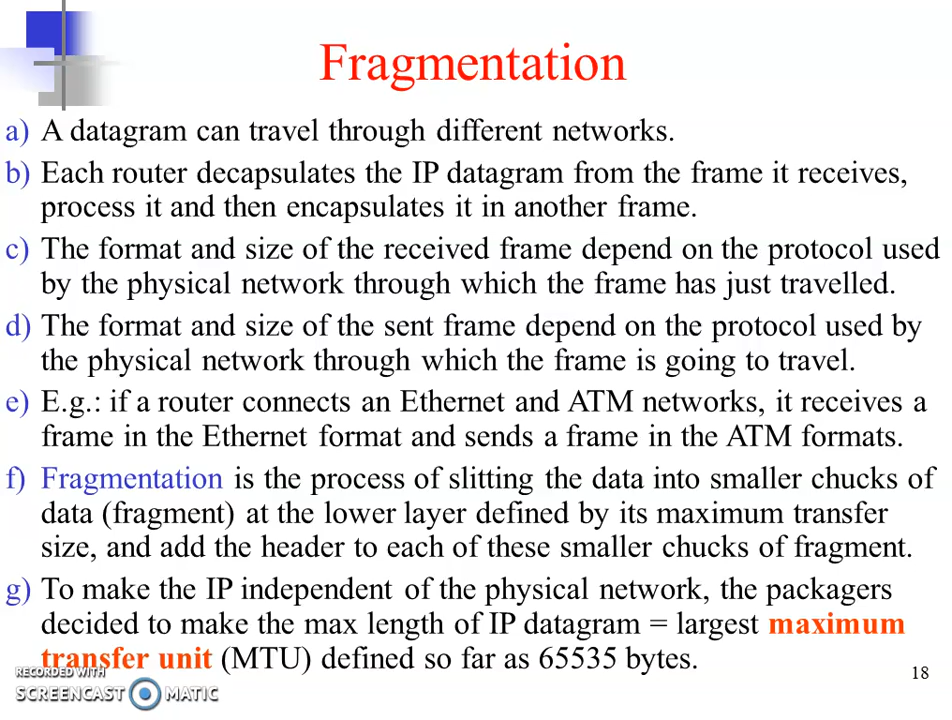 Fragmentation
a) A datagram can travel through different networks.
b) Each router decapsulates the IP datagram from the frame it receives,
process it and then encapsulates it in another frame.
c) The format and size of the received frame depend on the protocol used
by the physical network through which the frame has just travelled.
d) The format and size of the sent frame depend on the protocol used by
the physical network through which the frame is going to travel.
e) E.g.: if a router connects an Ethernet and ATM networks, it receives a
frame in the Ethernet format and sends a frame in the ATM formats.
f) Fragmentation is the process of slitting the data into smaller chucks of
data (fragment) at the lower layer defined by its maximum transfer
size, and add the header to each of these smaller chucks of fragment.
g) To make the IP independent of the physical network, the packagers
decided to make the max length of IP datagram = largest maximum
transfer unit (MTU) defined so far as 65535 bytes.
RECORDED WITH
SCREENCAST MATIC
18